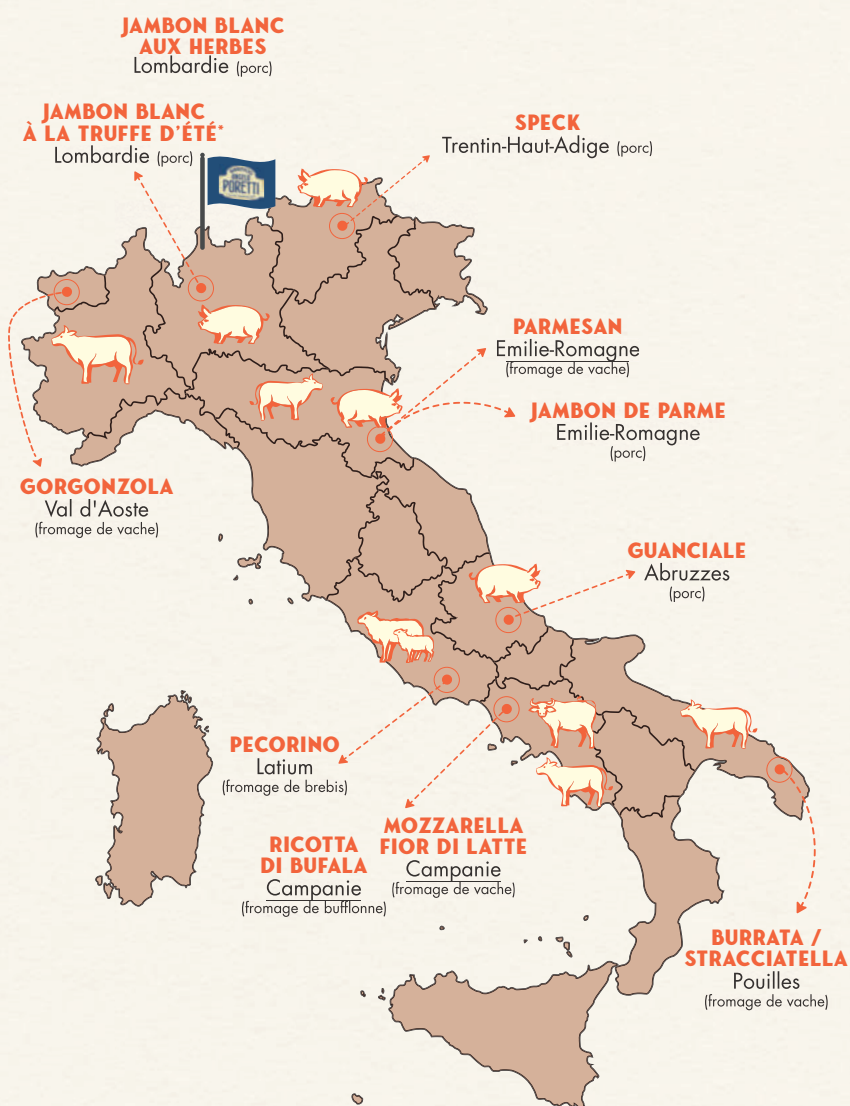 JAMBON BLANC
AUX HERBES
Lombardie (porc)
JAMBON BLANC
À LA TRUFFE D'ÉTÉ*
Lombardie (porc)
SPECK
Trentin-Haut-Adige (porc)
PORETTI
PARMESAN
Emilie-Romagne
(fromage de vache)
JAMBON DE PARME
Emilie-Romagne
(porc)
GORGONZOLA
Val d'Aoste
(fromage de vache)
GUANCIALE
Abruzzes
(porc)
PECORINO
Latium
(fromage de brebis)
MOZZARELLA
FIOR DI LATTE
Campanie
(fromage de vache)
RICOTTA
DI BUFALA
Campanie
(fromage de bufflonne)
BURRATA /
STRACCIATELLA
Pouilles
(fromage de vache)